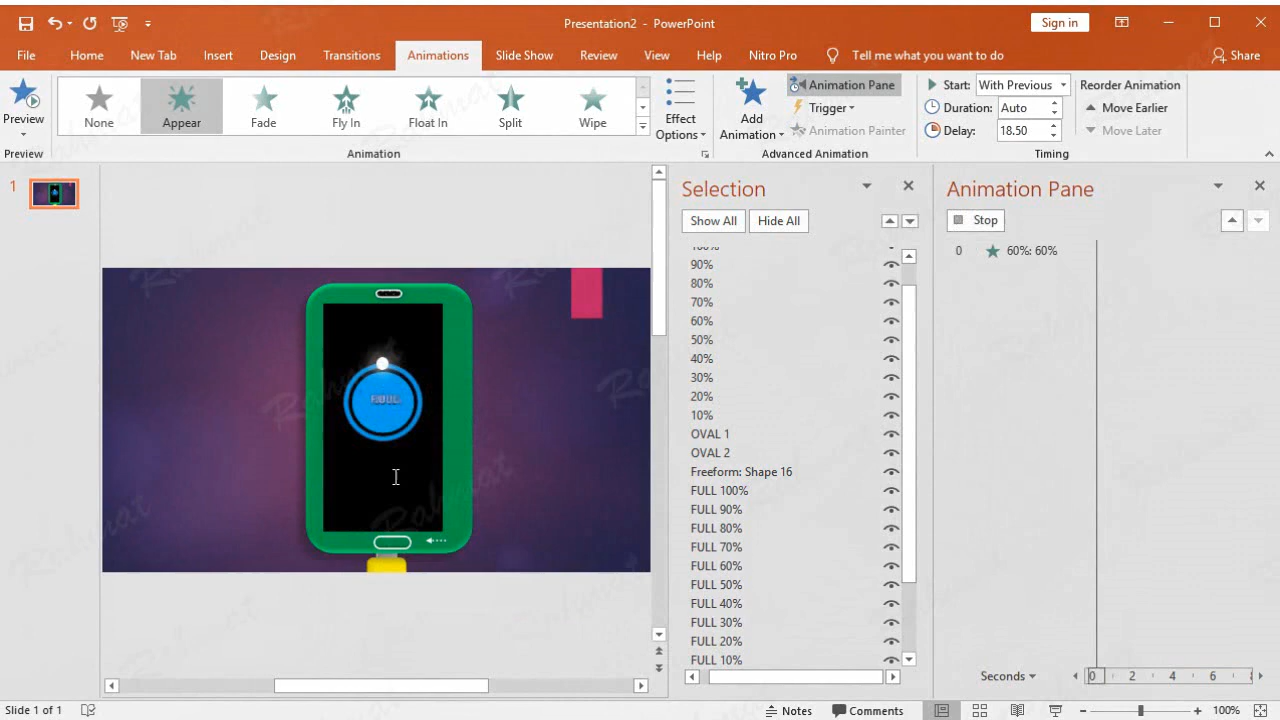 Presentation2 - PowerPoint
Sign in
File Home New Tab Insert Design Transitions Animations Slide Show Review View Help Nitro Pro Tell me what you want to do Share
Preview
None Appear Fade Fly In Float In Split Wipe
Effect Options
Add Animation
Animation Pane
Trigger
Animation Painter
Start: With Previous
Duration: Auto
Delay: 18.50
Reorder Animation
Move Earlier
Move Later
Preview Animation Advanced Animation Timing
1
Selection
Show All Hide All
100%
90%
80%
70%
60%
50%
40%
30%
20%
10%
OVAL 1
OVAL 2
Freeform: Shape 16
FULL 100%
FULL 90%
FULL 80%
FULL 70%
FULL 60%
FULL 50%
FULL 40%
FULL 30%
FULL 20%
FULL 10%
Animation Pane
Stop
0 60%: 60%
Seconds 0 2 4 6
Slide 1 of 1
Notes Comments 100%
Rahmat